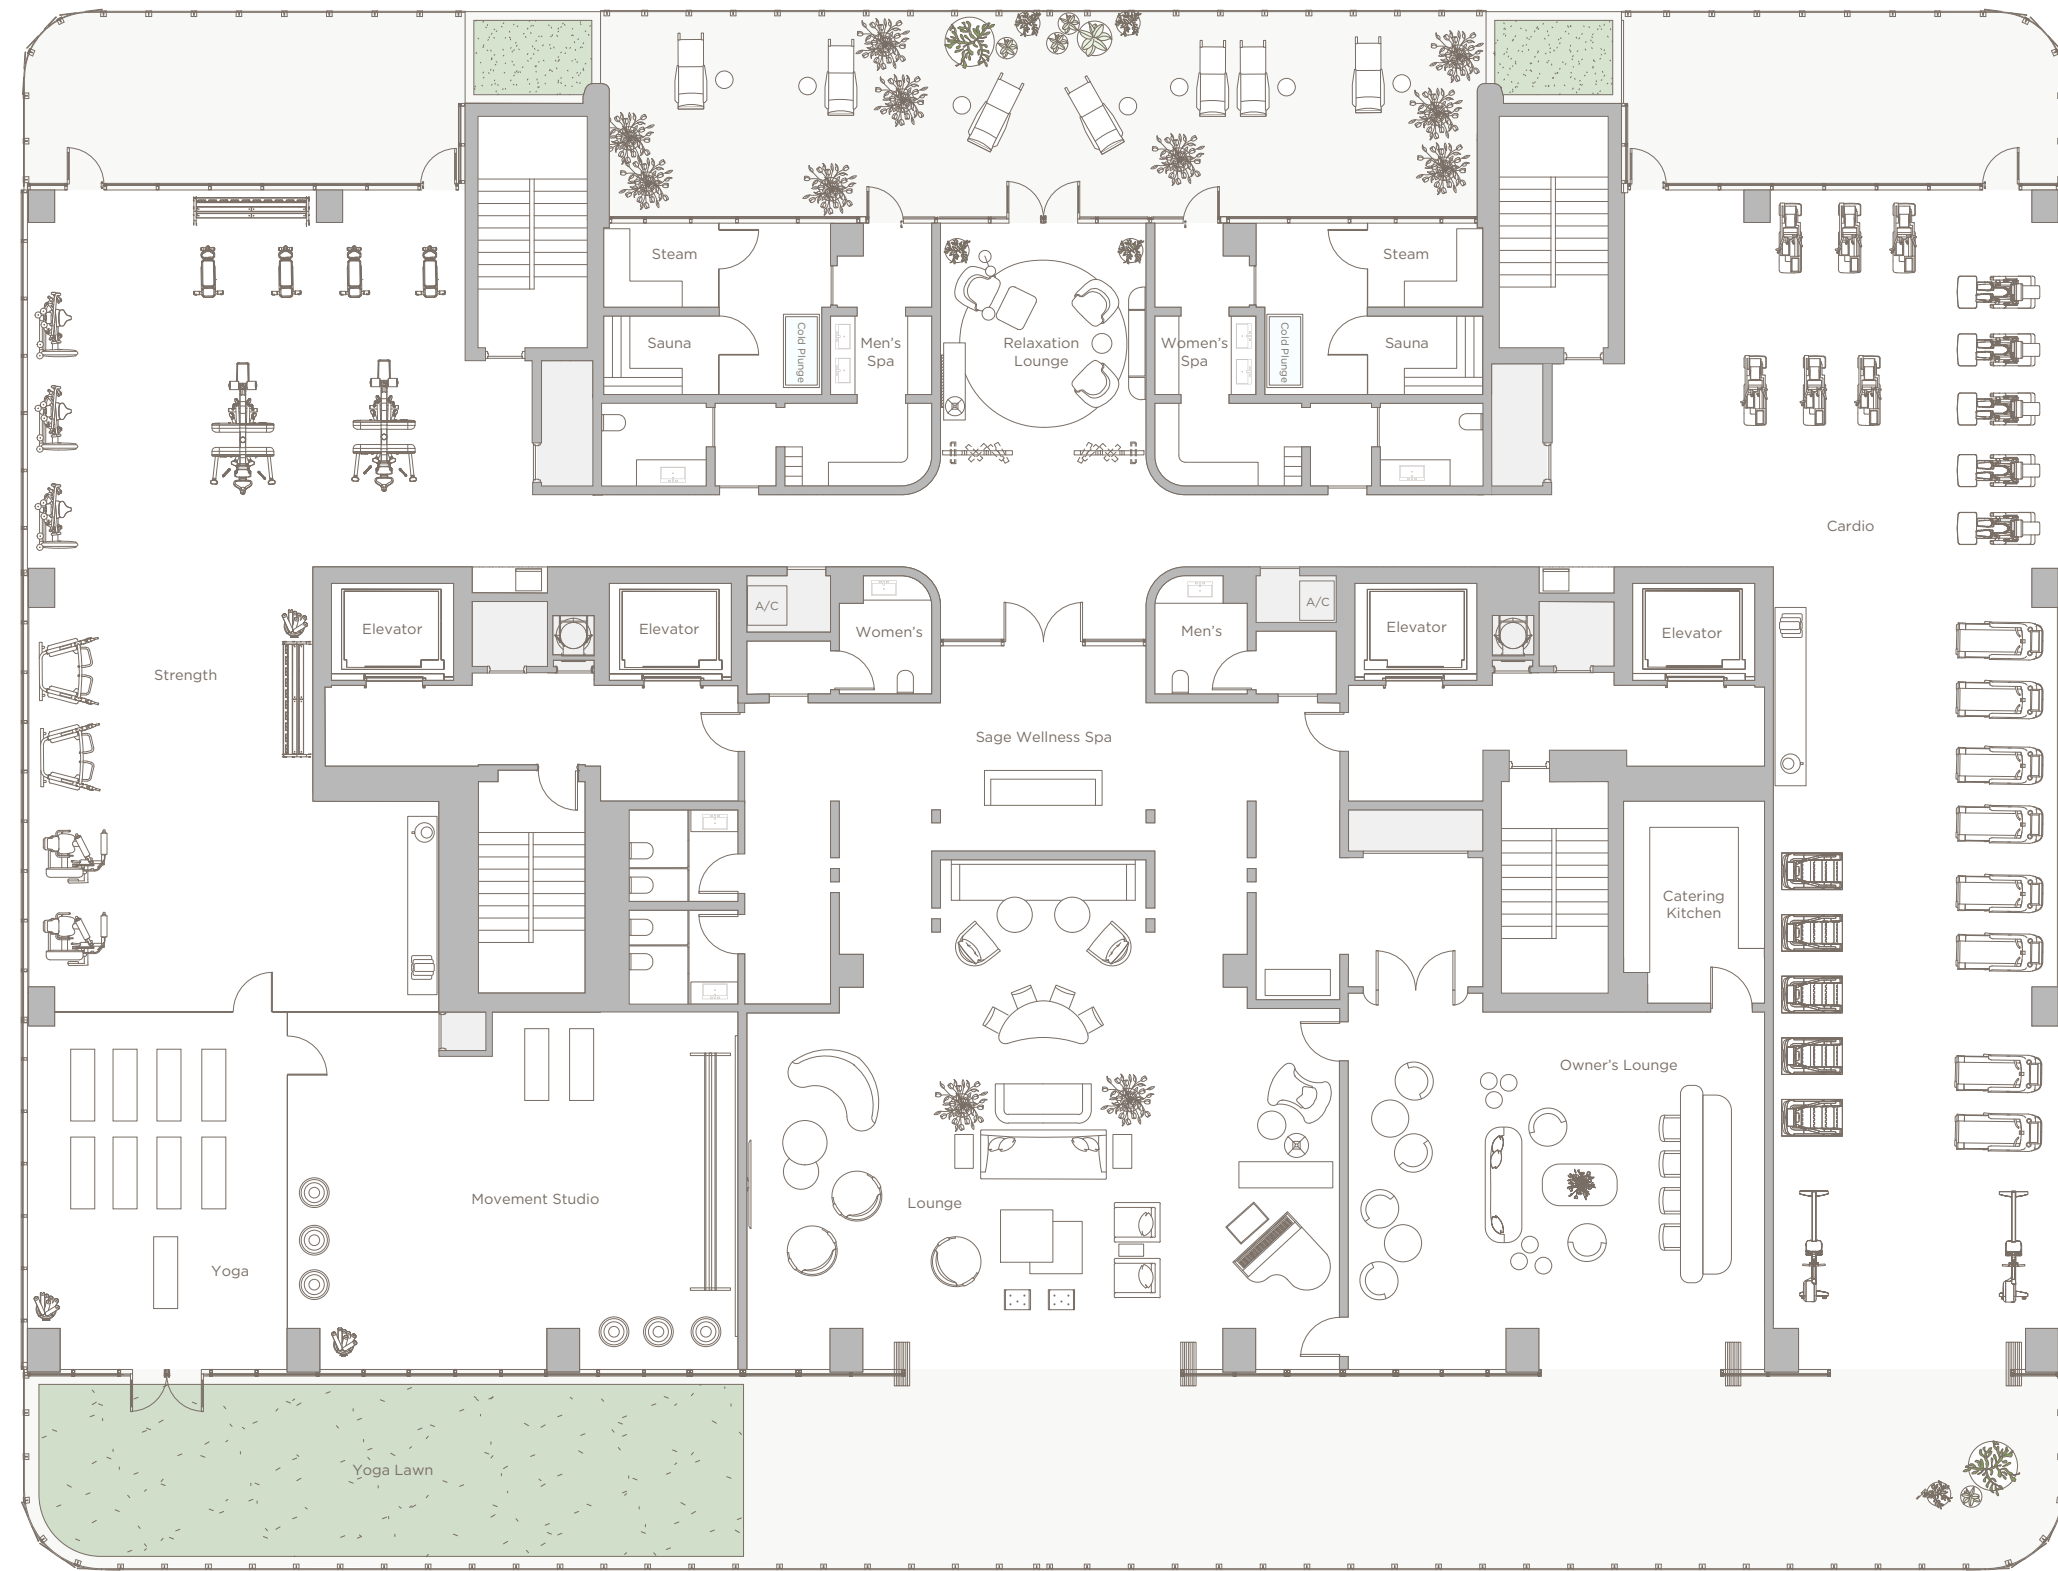 Steam
Steam
Sauna
Cold Plunge
Men's
Spa
Relaxation
Lounge
Women's
Spa
Cold Plunge
Sauna
Cardio
Elevator
Elevator
A/C
Women's
Men's
A/C
Elevator
Elevator
Strength
Sage Wellness Spa
Catering
Kitchen
Owner's Lounge
Movement Studio
Lounge
Yoga
Yoga Lawn